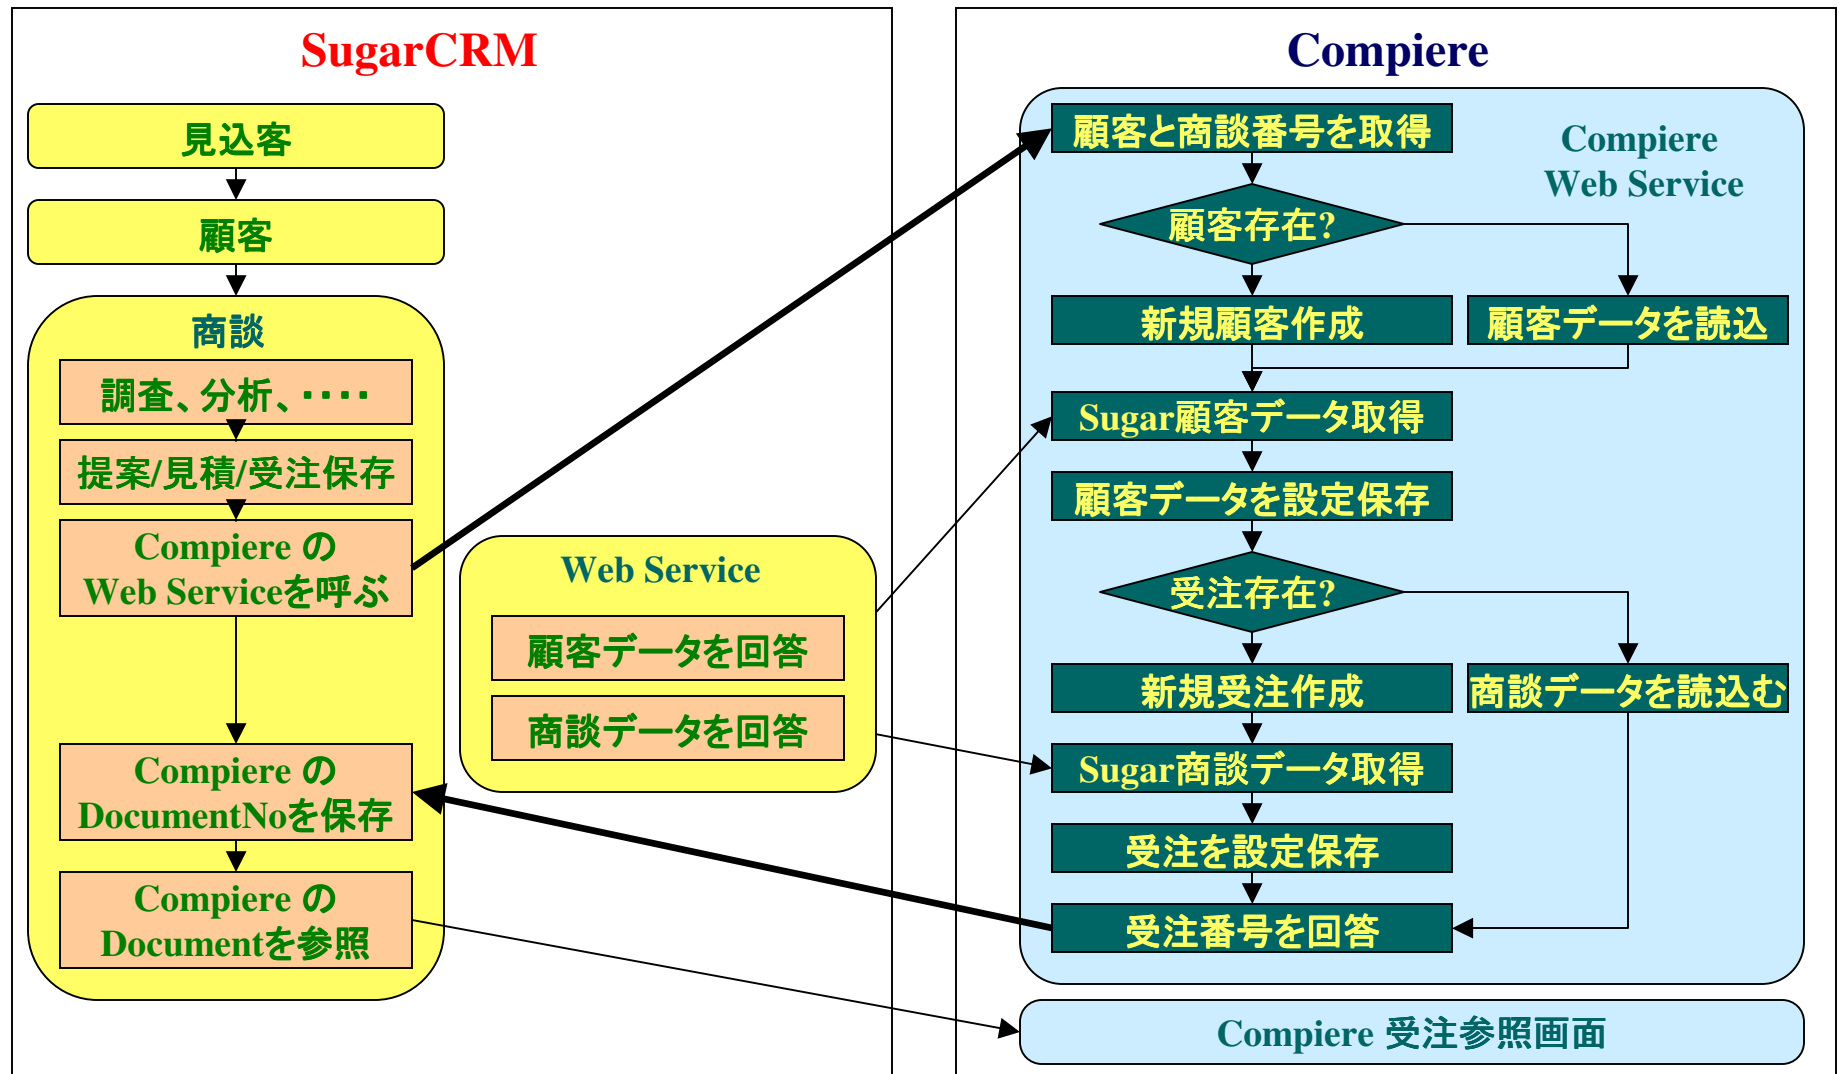 SugarCRM
見込客
顧客
商談
調査、分析、・・・・
提案/見積/受注保存
Compiere の
Web Serviceを呼ぶ
Compiere の
DocumentNoを保存
Compiere の
Documentを参照
Web Service
顧客データを回答
商談データを回答
Compiere
Compiere
Web Service
顧客と商談番号を取得
顧客存在?
新規顧客作成
顧客データを読込
Sugar顧客データ取得
顧客データを設定保存
受注存在?
新規受注作成
商談データを読込む
Sugar商談データ取得
受注を設定保存
受注番号を回答
Compiere 受注参照画面